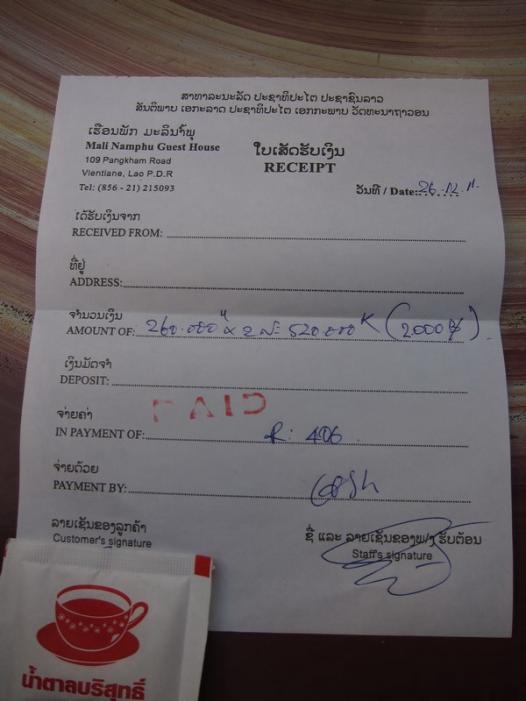 ສາທາລະນະລັດ ປະຊາທິປະໄຕ ປະຊາຊົນລາວ
ສັນຕິພາບ ເອກະລາດ ປະຊາທິປະໄຕ ເອກກະພາບ ວັດທະນາຖາວອນ
ເຮືອນພັກ ມະລີນໍ້າພຸ
Mali Namphu Guest House
109 Pangkham Road
Vientiane, Lao P.D.R
Tel: (856 - 21) 215093
ໃບເສັດຮັບເງິນ
RECEIPT
ວັນທີ / Date: 26.12.11.
ໄດ້ຮັບເງິນຈາກ
RECEIVED FROM:
ທີ່ຢູ່
ADDRESS:
ຈໍານວນເງິນ
AMOUNT OF: 260.000 K x 2 = 520.000 K (2000 ฿).
ເງິນມັດຈໍາ
DEPOSIT:
PAID
ຈ່າຍຄ່າ
IN PAYMENT OF: R: 406
ຈ່າຍດ້ວຍ
PAYMENT BY: Cash
ລາຍເຊັນຂອງລູກຄ້າ
Customer's signature
ຊື່ ແລະ ລາຍເຊັນຂອງພ/ງ ຮັບຕ້ອນ
Staff's signature
น้ำตาลบริสุทธิ์